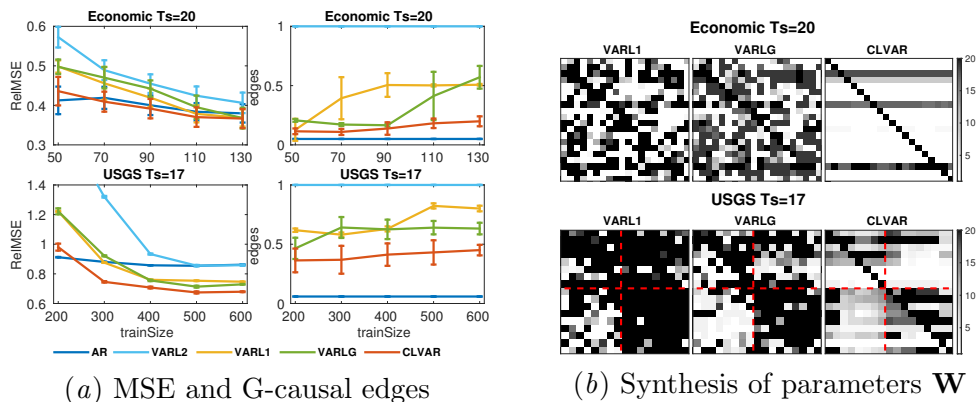 Economic Ts=20
Economic Ts=20
RelMSE
0.6
0.5
0.4
0.3
50 70 90 110 130
edges
1
0.5
0
50 70 90 110 130
USGS Ts=17
USGS Ts=17
RelMSE
1.4
1
0.8
0.6
200 300 400 500 600
trainSize
edges
1
0.5
0
200 300 400 500 600
trainSize
AR VARL2 VARL1 VARLG CLVAR
(a) MSE and G-causal edges
Economic Ts=20
VARL1 VARLG CLVAR
20
15
10
5
USGS Ts=17
VARL1 VARLG CLVAR
20
15
10
5
(b) Synthesis of parameters W